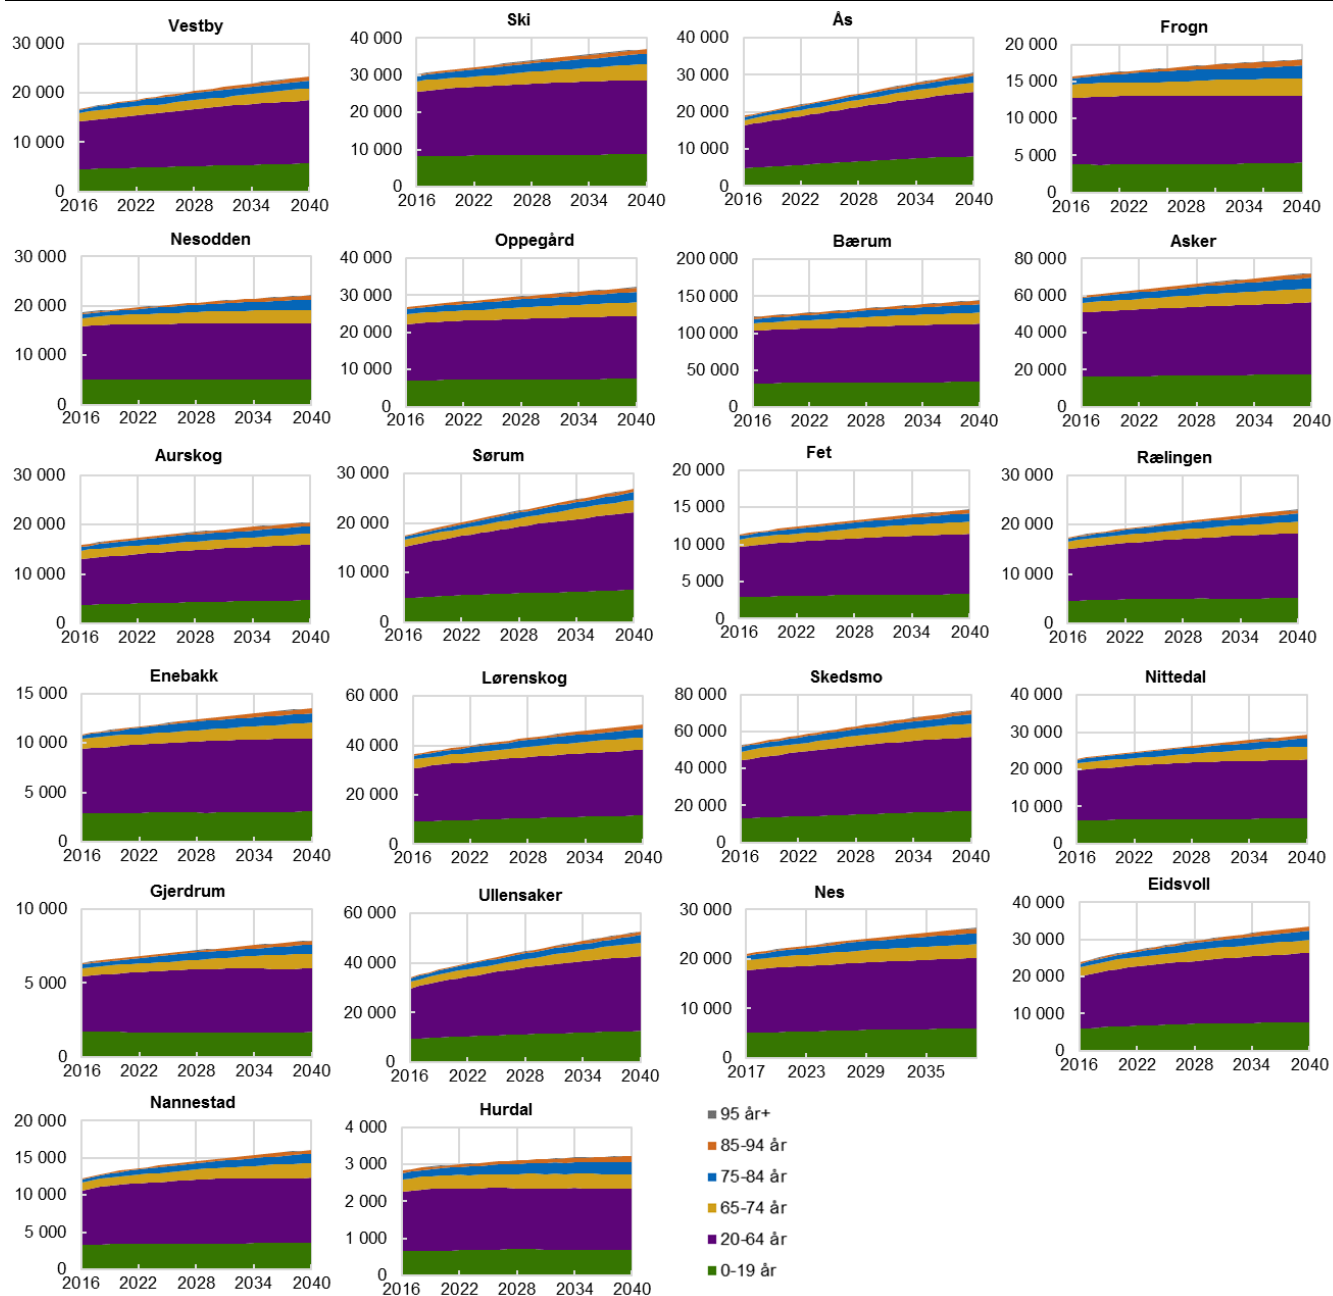 Vestby
30 000
20 000
10 000
0
2016 2022 2028 2034 2040
Ski
40 000
30 000
20 000
10 000
0
2016 2022 2028 2034 2040
Ås
40 000
30 000
20 000
10 000
0
2016 2022 2028 2034 2040
Frogn
20 000
15 000
10 000
5 000
0
2016 2022 2028 2034 2040
Nesodden
30 000
20 000
10 000
0
2016 2022 2028 2034 2040
Oppegård
40 000
30 000
20 000
10 000
0
2016 2022 2028 2034 2040
Bærum
200 000
150 000
100 000
50 000
0
2016 2022 2028 2034 2040
Asker
80 000
60 000
40 000
20 000
0
2016 2022 2028 2034 2040
Aurskog
30 000
20 000
10 000
0
2016 2022 2028 2034 2040
Sørum
30 000
20 000
10 000
0
2016 2022 2028 2034 2040
Fet
20 000
15 000
10 000
5 000
0
2016 2022 2028 2034 2040
Rælingen
30 000
20 000
10 000
0
2016 2022 2028 2034 2040
Enebakk
15 000
10 000
5 000
0
2016 2022 2028 2034 2040
Lørenskog
60 000
40 000
20 000
0
2016 2022 2028 2034 2040
Skedsmo
80 000
60 000
40 000
20 000
0
2016 2022 2028 2034 2040
Nittedal
40 000
30 000
20 000
10 000
0
2016 2022 2028 2034 2040
Gjerdrum
10 000
5 000
0
2016 2022 2028 2034 2040
Ullensaker
60 000
40 000
20 000
0
2016 2022 2028 2034 2040
Nes
30 000
20 000
10 000
0
2017 2023 2029 2035
Eidsvoll
40 000
30 000
20 000
10 000
0
2016 2022 2028 2034 2040
Nannestad
20 000
15 000
10 000
5 000
0
2016 2022 2028 2034 2040
Hurdal
4 000
3 000
2 000
1 000
0
2016 2022 2028 2034 2040
95 år+
85-94 år
75-84 år
65-74 år
20-64 år
0-19 år